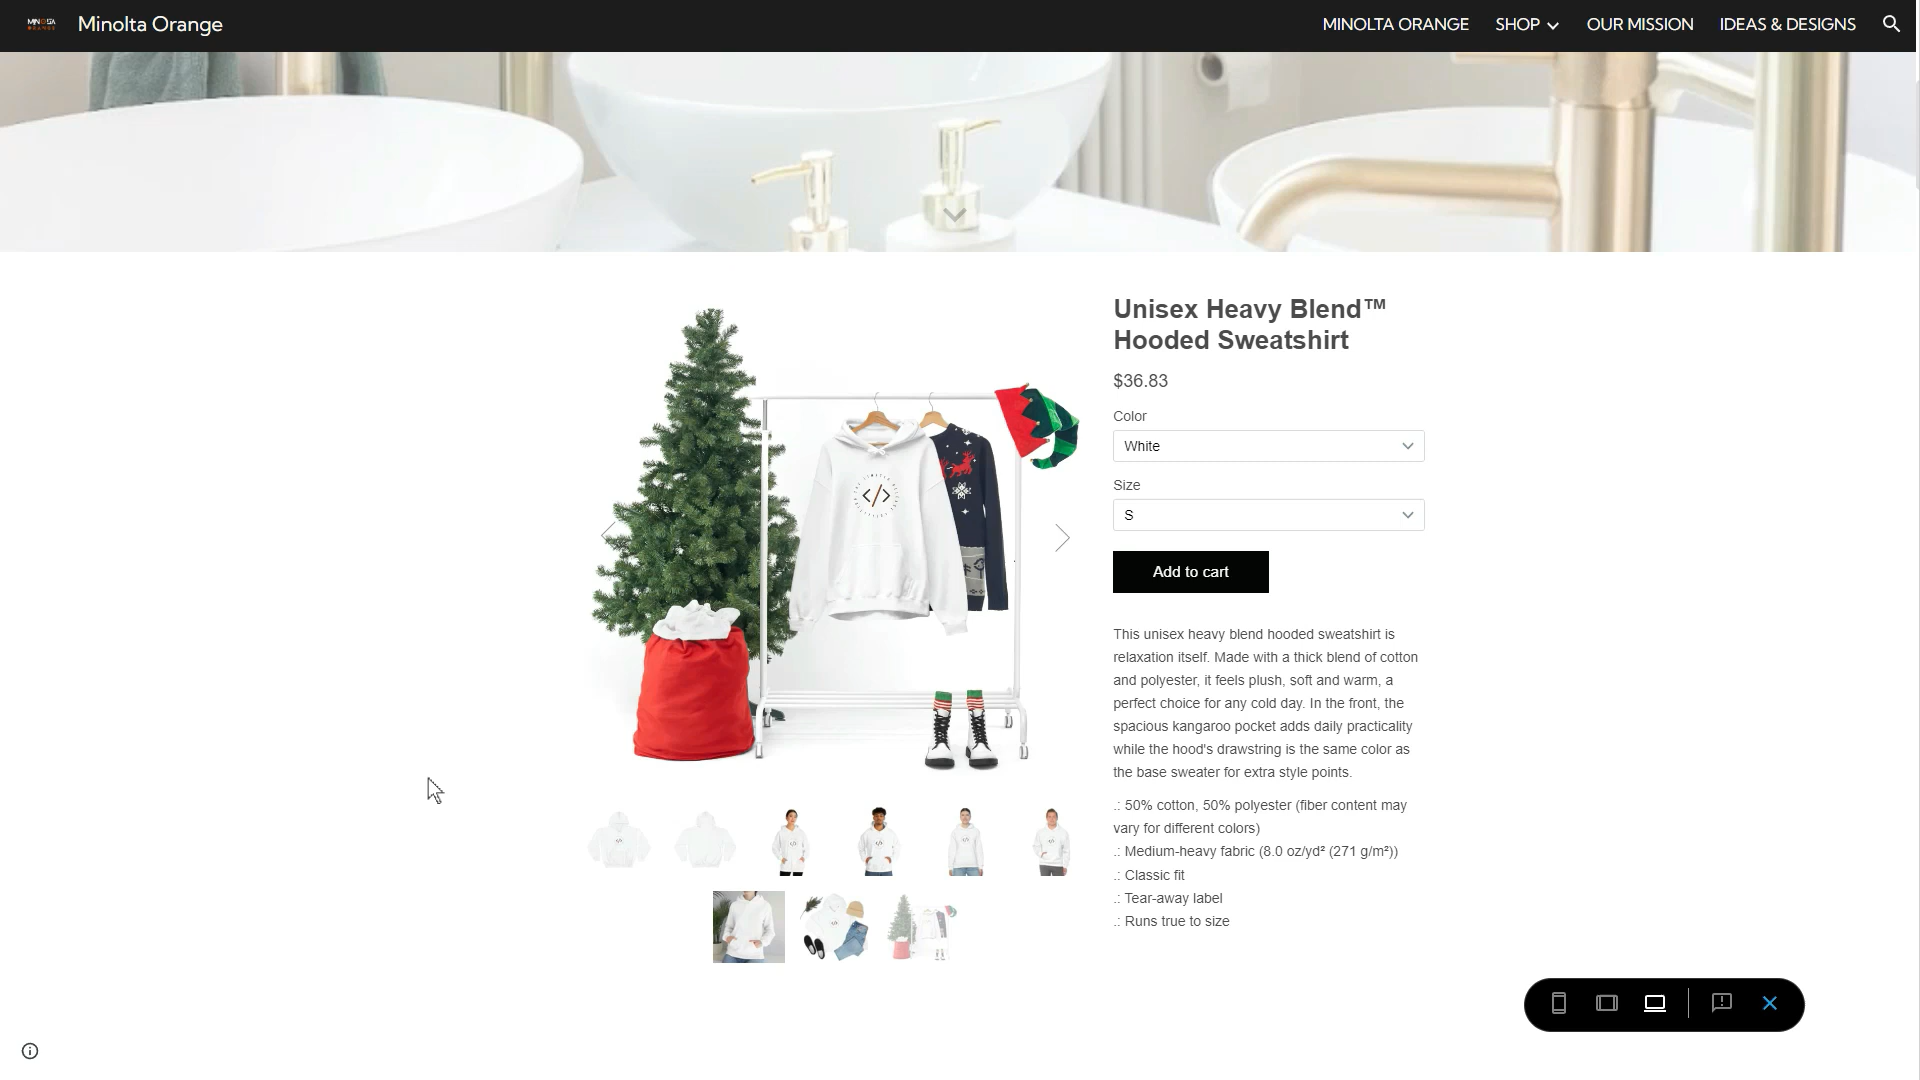 MINOLTA
ORANGE
Minolta Orange
MINOLTA ORANGE
SHOP
OUR MISSION
IDEAS & DESIGNS
Unisex Heavy Blend™
Hooded Sweatshirt
$36.83
Color
White
Size
S
Add to cart
</>
This unisex heavy blend hooded sweatshirt is
relaxation itself. Made with a thick blend of cotton
and polyester, it feels plush, soft and warm, a
perfect choice for any cold day. In the front, the
spacious kangaroo pocket adds daily practicality
while the hood's drawstring is the same color as
the base sweater for extra style points.
.: 50% cotton, 50% polyester (fiber content may
vary for different colors)
.: Medium-heavy fabric (8.0 oz/yd² (271 g/m²))
.: Classic fit
.: Tear-away label
.: Runs true to size